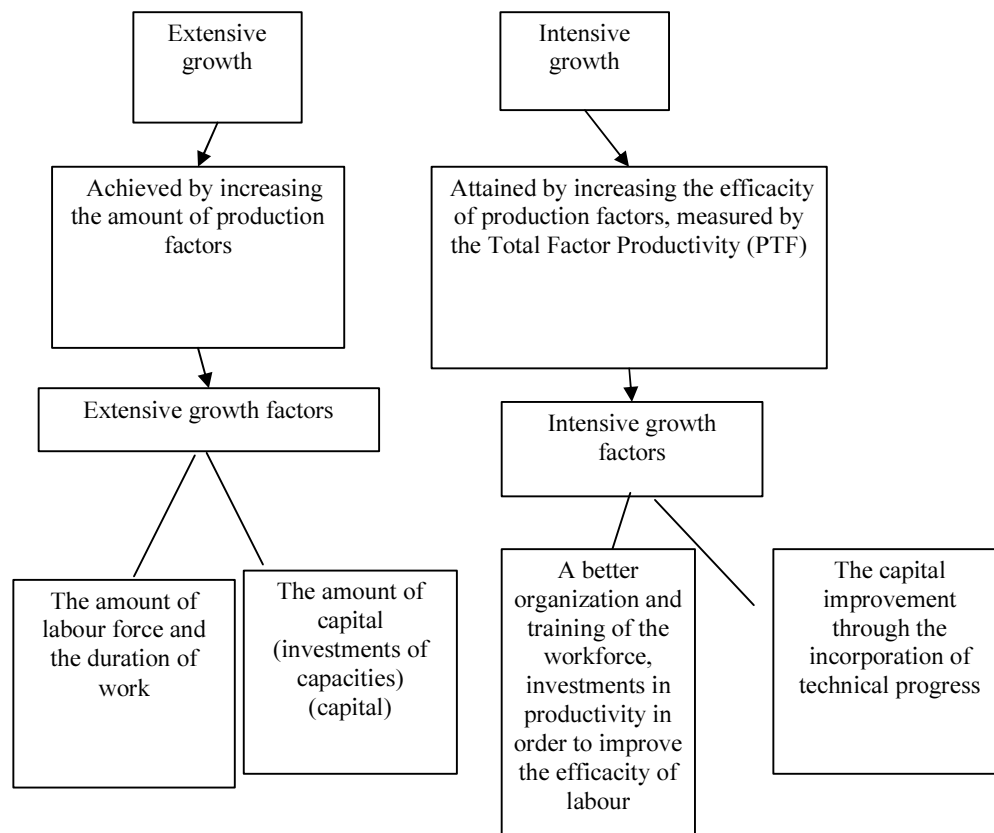 Extensive
growth
Achieved by increasing
the amount of production
factors
Extensive growth factors
The amount of
labour force and
the duration of
work
The amount of
capital
(investments of
capacities)
(capital)
Intensive
growth
Attained by increasing the efficacity
of production factors, measured by
the Total Factor Productivity (PTF)
Intensive growth
factors
A better
organization and
training of the
workforce,
investments in
productivity in
order to improve
the efficacity of
labour
The capital
improvement
through the
incorporation of
technical progress